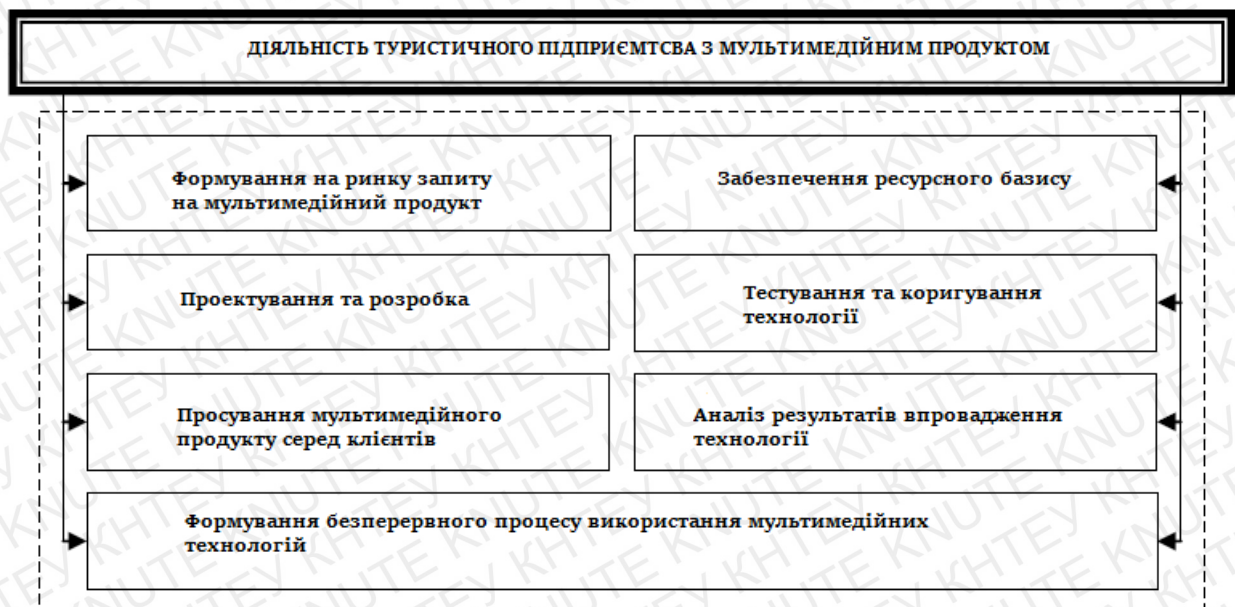 ДІЯЛЬНІСТЬ ТУРИСТИЧНОГО ПІДПРИЄМТСВА З МУЛЬТИМЕДІЙНИМ ПРОДУКТОМ
Формування на ринку запиту
на мультимедійний продукт
Забезпечення ресурсного базису
Проектування та розробка
Тестування та коригування
технології
Просування мультимедійного
продукту серед клієнтів
Аналіз результатів впровадження
технології
Формування безперервного процесу використання мультимедійних
технологій